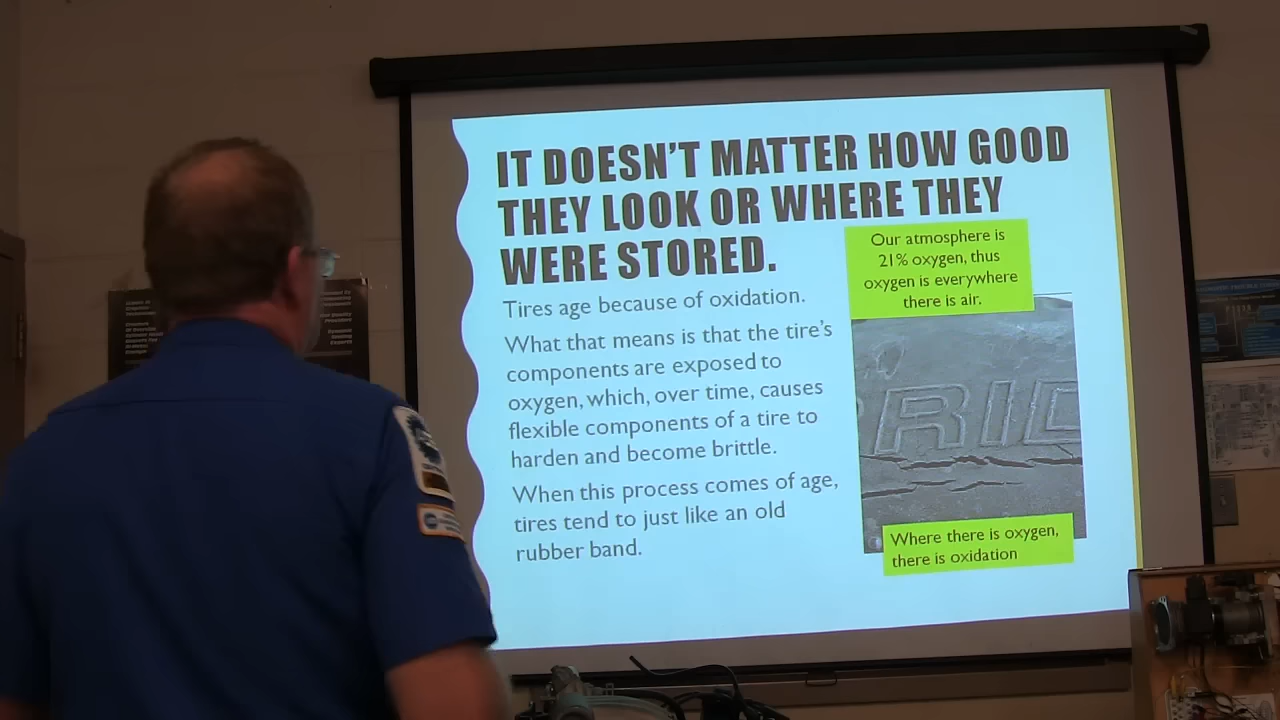 IT DOESN'T MATTER HOW GOOD
THEY LOOK OR WHERE THEY
WERE STORED.
Our atmosphere is
21% oxygen, thus
oxygen is everywhere
there is air.
Tires age because of oxidation.
What that means is that the tire's
components are exposed to
oxygen, which, over time, causes
flexible components of a tire to
harden and become brittle.
When this process comes of age,
tires tend to just like an old
rubber band.
RID
Where there is oxygen,
there is oxidation